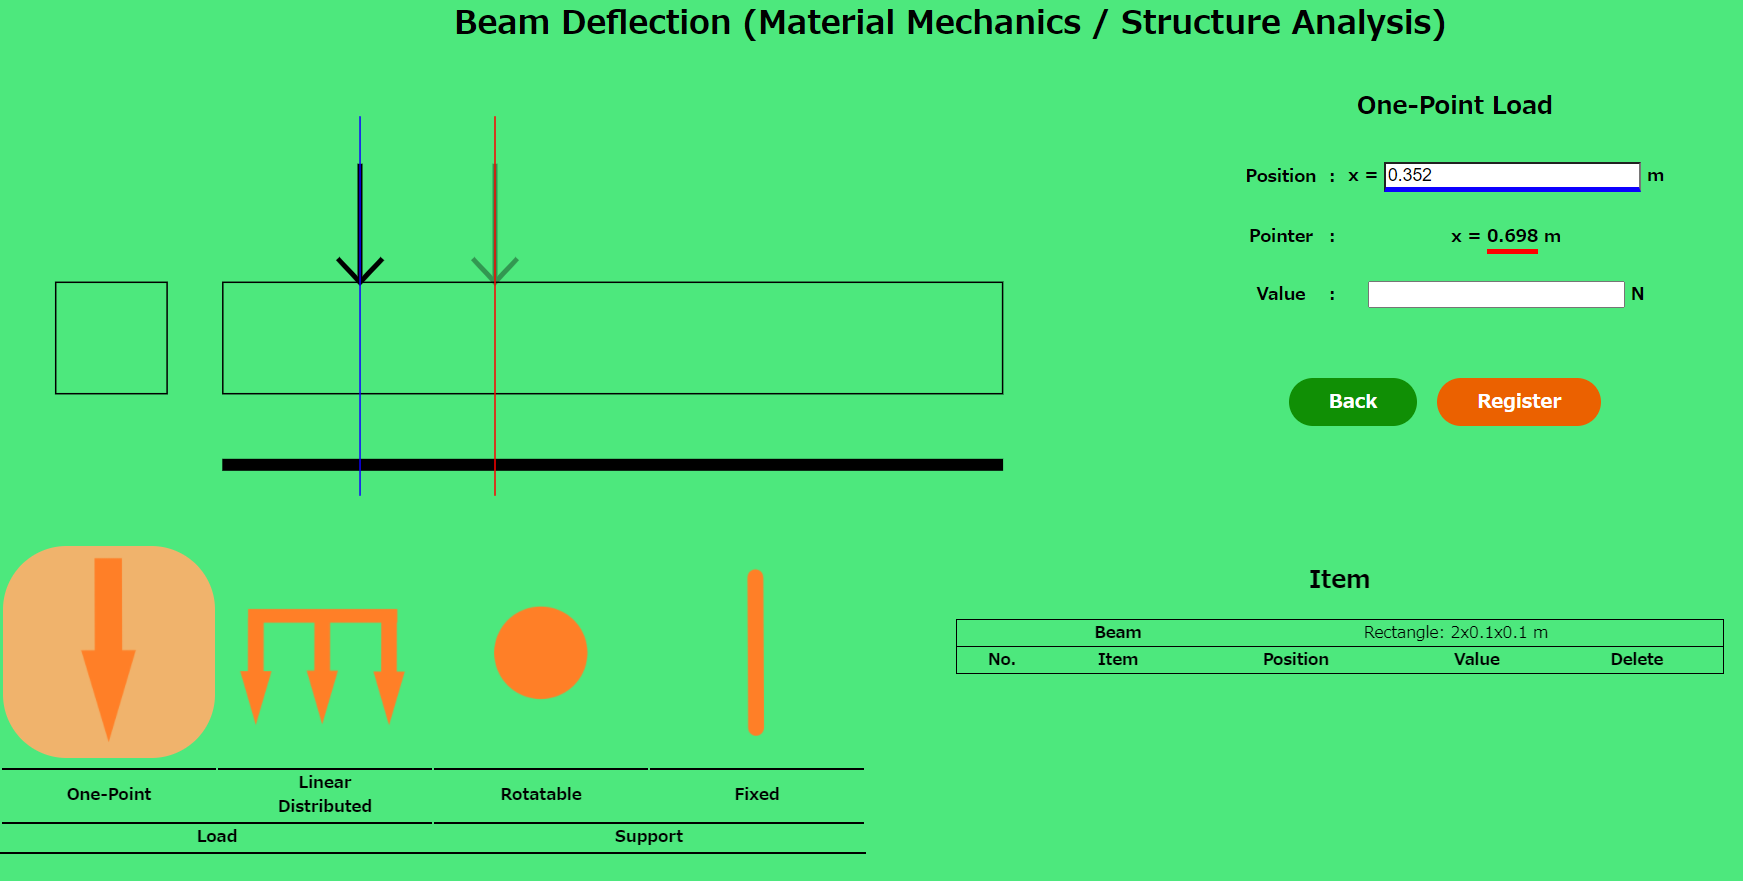 Beam Deflection (Material Mechanics / Structure Analysis)
One-Point Load
Position : x = 0.352 m
Pointer : x = 0.698 m
Value : N
Back Register
Item
Beam Rectangle: 2x0.1x0.1 m
No. Item Position Value Delete
One-Point Linear Distributed Rotatable Fixed
Load Support